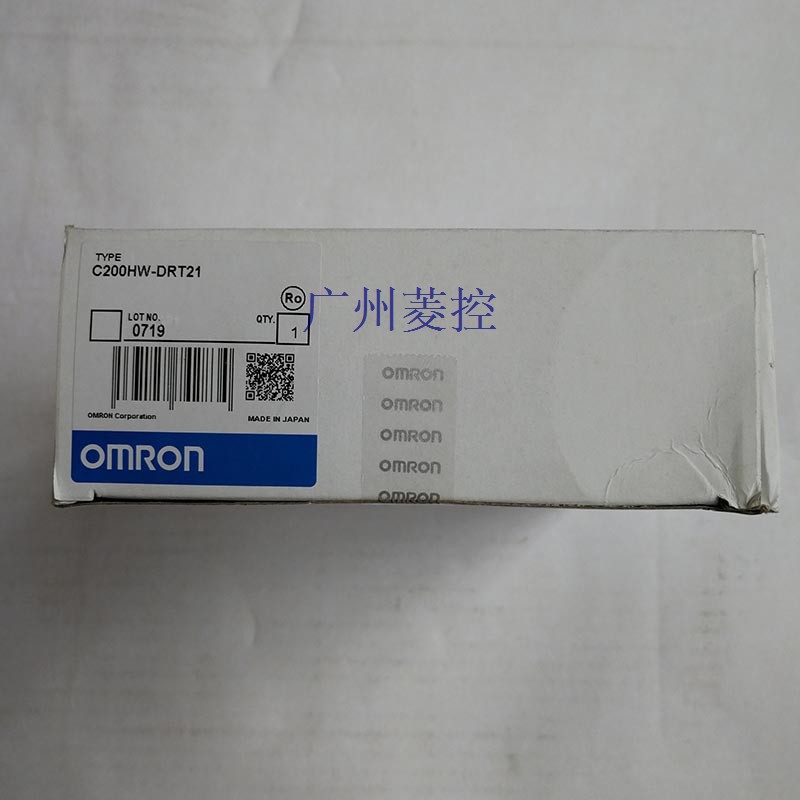 TYPE
C200HW-DRT21
Ro
LOT NO.
0719
QTY.
1
广州菱控
OMRON Corporation
MADE IN JAPAN
OMRON
OMRON
OMRON
OMRON
OMRON
OMRON